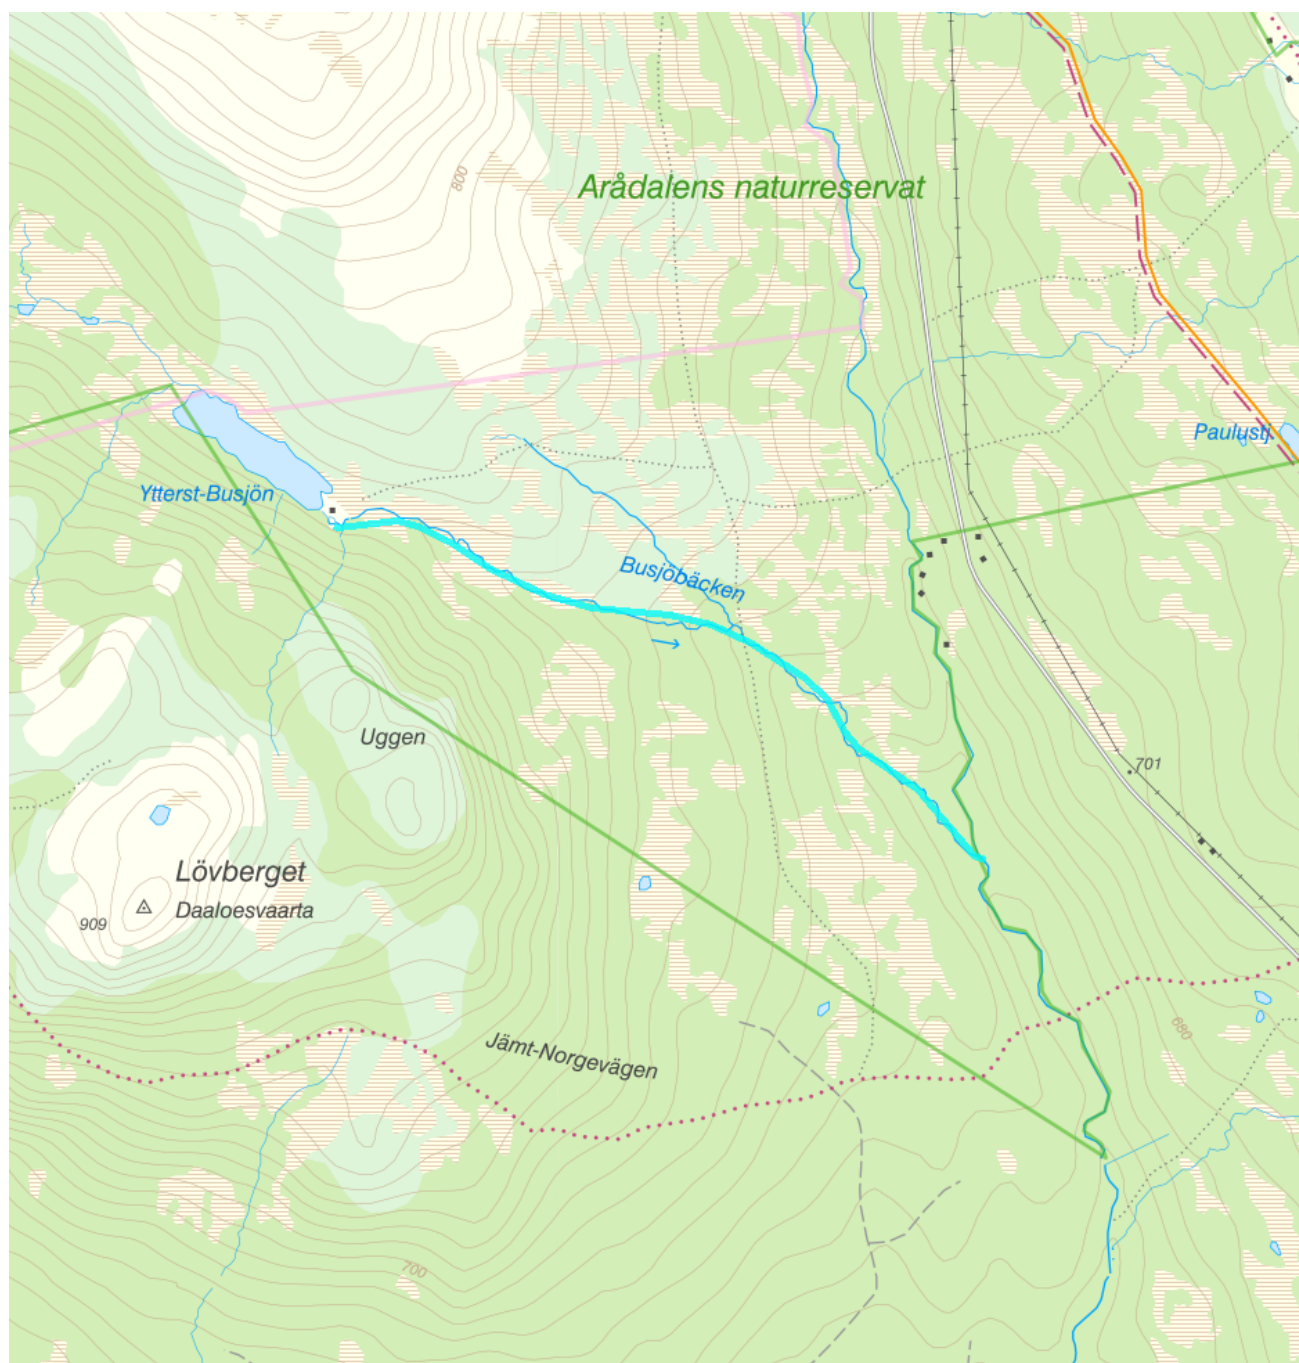 800
Arådalens naturreservat
Paulustj.
Ytterst-Busjön
Busjöbäcken
Uggen
701
Lövberget
Daaloesvaarta
909
Jämt-Norgevägen
680
700